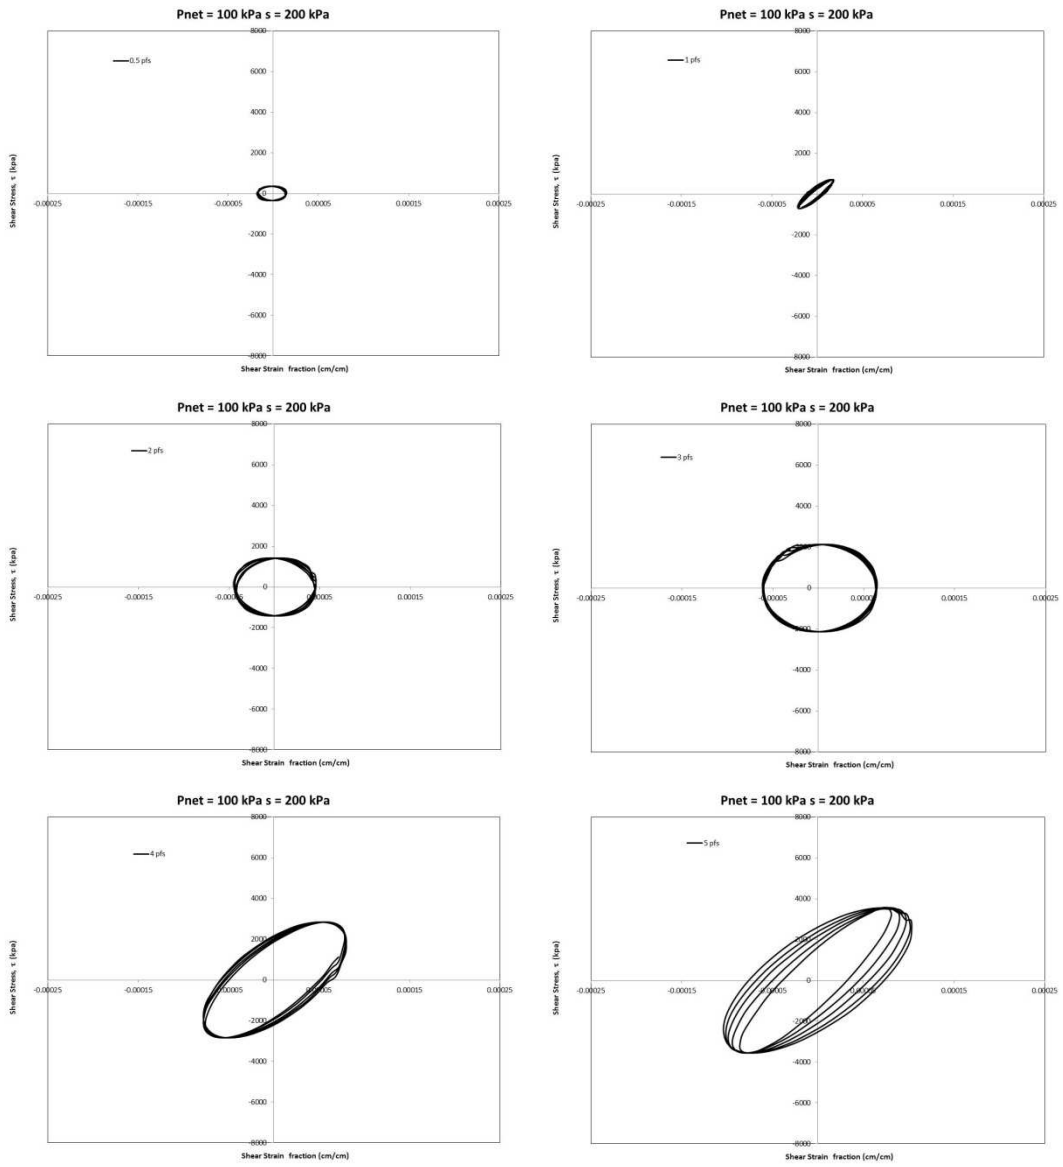 Pnet = 100 kPa s = 200 kPa
8000
0.5 pfs
6000
4000
2000
0
-0.00025 -0.00015 -0.00005 0.00005 0.00015 0.00025
-2000
-4000
-6000
-8000
Shear Stress, τ (kpa)
Shear Strain fraction (cm/cm)
Pnet = 100 kPa s = 200 kPa
8000
1 pfs
6000
4000
2000
0
-0.00025 -0.00015 -0.00005 0.00005 0.00015 0.00025
-2000
-4000
-6000
-8000
Shear Stress, τ (kpa)
Shear Strain fraction (cm/cm)
Pnet = 100 kPa s = 200 kPa
8000
2 pfs
6000
4000
2000
0
-0.00025 -0.00015 -0.00005 0.00005 0.00015 0.00025
-2000
-4000
-6000
-8000
Shear Stress, τ (kpa)
Shear Strain fraction (cm/cm)
Pnet = 100 kPa s = 200 kPa
8000
3 pfs
6000
4000
2000
0
-0.00025 -0.00015 -0.00005 0.00005 0.00015 0.00025
-2000
-4000
-6000
-8000
Shear Stress, τ (kpa)
Shear Strain fraction (cm/cm)
Pnet = 100 kPa s = 200 kPa
8000
4 pfs
6000
4000
2000
0
-0.00025 -0.00015 -0.00005 0.00005 0.00015 0.00025
-2000
-4000
-6000
-8000
Shear Stress, τ (kpa)
Shear Strain fraction (cm/cm)
Pnet = 100 kPa s = 200 kPa
8000
5 pfs
6000
4000
2000
0
-0.00025 -0.00015 -0.00005 0.00005 0.00015 0.00025
-2000
-4000
-6000
-8000
Shear Stress, τ (kpa)
Shear Strain fraction (cm/cm)